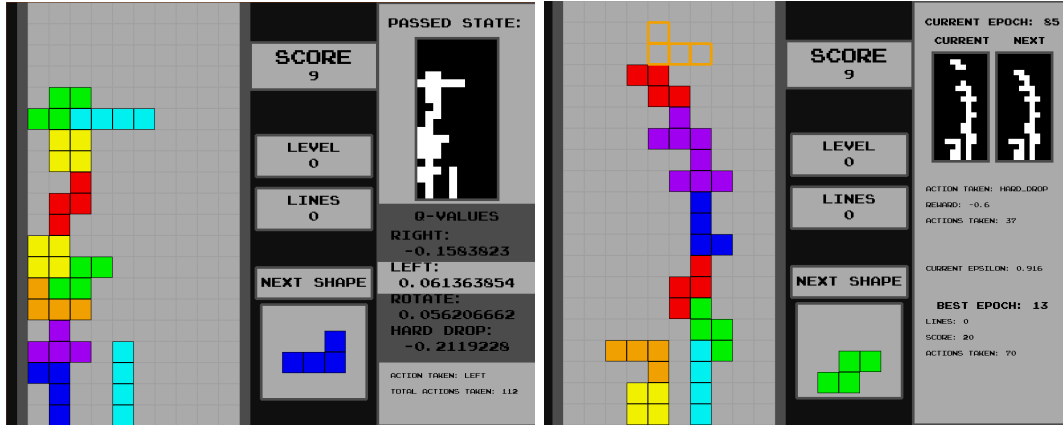 PASSED STATE:
SCORE
9
LEVEL
0
LINES
0
NEXT SHAPE
Q-VALUES
RIGHT:
-0.1583823
LEFT:
0.061363854
ROTATE:
0.056206662
HARD DROP:
-0.2119228
ACTION TAKEN: LEFT
TOTAL ACTIONS TAKEN: 112
SCORE
9
LEVEL
0
LINES
0
NEXT SHAPE
CURRENT EPOCH: 85
CURRENT NEXT
ACTION TAKEN: HARD_DROP
REWARD: -0.6
ACTIONS TAKEN: 37
CURRENT EPSILON: 0.916
BEST EPOCH: 13
LINES: 0
SCORE: 20
ACTIONS TAKEN: 70